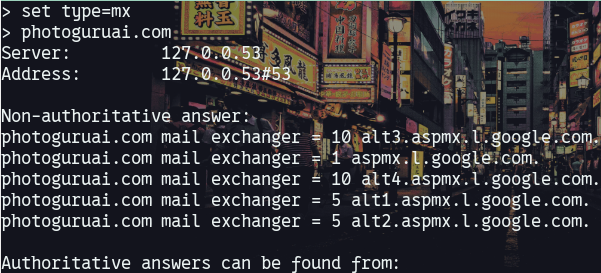 > set type=mx
> photoguruai.com
Server:         127.0.0.53
Address:        127.0.0.53#53

Non-authoritative answer:
photoguruai.com mail exchanger = 10 alt3.aspmx.l.google.com.
photoguruai.com mail exchanger = 1 aspmx.l.google.com.
photoguruai.com mail exchanger = 10 alt4.aspmx.l.google.com.
photoguruai.com mail exchanger = 5 alt1.aspmx.l.google.com.
photoguruai.com mail exchanger = 5 alt2.aspmx.l.google.com.

Authoritative answers can be found from: